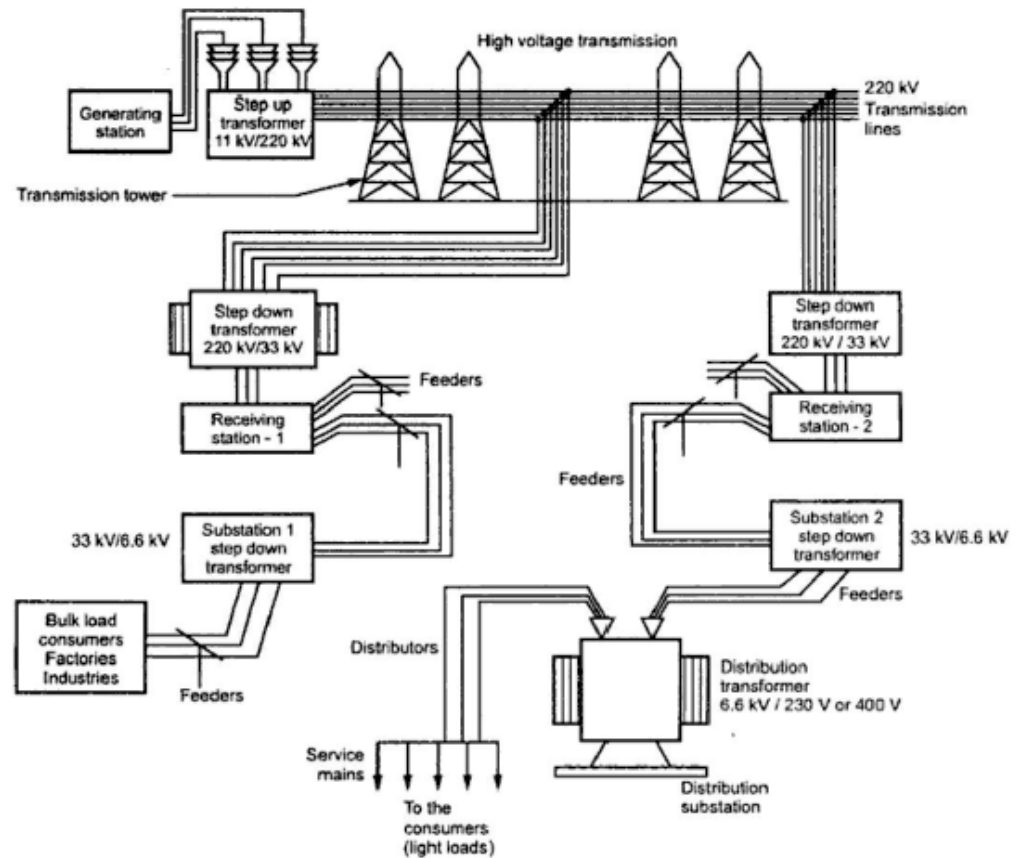 High voltage transmission
Generating
station
Step up
transformer
11 kV/220 kV
220 kV
Transmission
lines
Transmission tower
Step down
transformer
220 kV/33 kV
Step down
transformer
220 kV / 33 kV
Feeders
Receiving
station - 1
Receiving
station - 2
Feeders
33 kV/6.6 kV
Substation 1
step down
transformer
Substation 2
step down
transformer
33 kV/6.6 kV
Feeders
Bulk load
consumers
Factories
Industries
Feeders
Distributors
Distribution
transformer
6.6 kV / 230 V or 400 V
Service
mains
To the
consumers
(light loads)
Distribution
substation